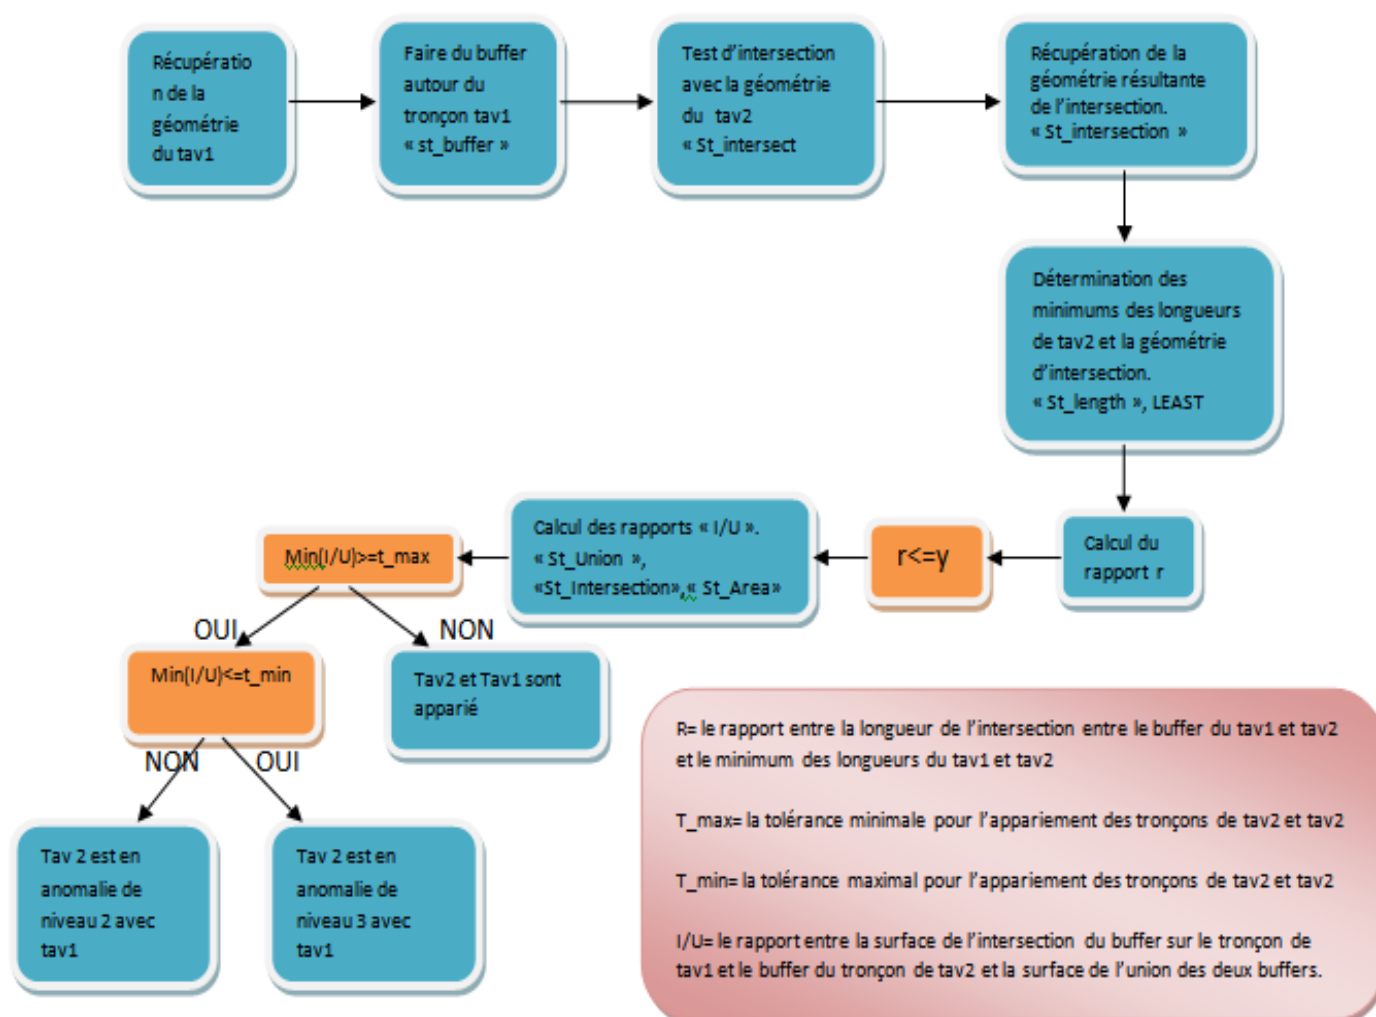 Récupératio
n de la
géométrie
du tav1
Faire du buffer
autour du
tronçon tav1
« st_buffer »
Test d'intersection
avec la géométrie
du tav2
« St_intersect
Récupération de la
géométrie résultante
de l'intersection.
« St_intersection »
Détermination des
minimums des longueurs
de tav2 et la géométrie
d'intersection.
« St_length », LEAST
Calcul du
rapport r
r<=y
Calcul des rapports « I/U ».
« St_Union »,
«St_Intersection»,« St_Area»
Min(I/U)>=t_max
OUI
NON
Min(I/U)<=t_min
Tav2 et Tav1 sont
apparié
NON
OUI
Tav 2 est en
anomalie de
niveau 2 avec
tav1
Tav 2 est en
anomalie de
niveau 3 avec
tav1
R= le rapport entre la longueur de l'intersection entre le buffer du tav1 et tav2
et le minimum des longueurs du tav1 et tav2
T_max= la tolérance minimale pour l'appariement des tronçons de tav2 et tav2
T_min= la tolérance maximal pour l'appariement des tronçons de tav2 et tav2
I/U= le rapport entre la surface de l'intersection du buffer sur le tronçon de
tav1 et le buffer du tronçon de tav2 et la surface de l'union des deux buffers.